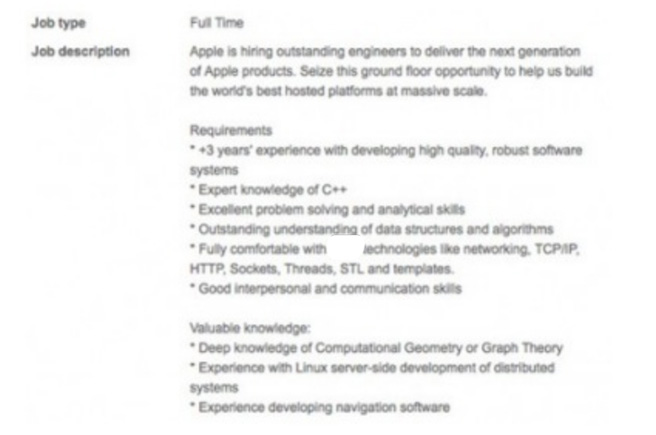 Job type Full Time
Job description Apple is hiring outstanding engineers to deliver the next generation
of Apple products. Seize this ground floor opportunity to help us build
the world's best hosted platforms at massive scale.
Requirements
* +3 years' experience with developing high quality, robust software
systems
* Expert knowledge of C++
* Excellent problem solving and analytical skills
* Outstanding understanding of data structures and algorithms
* Fully comfortable with echnologies like networking, TCP/IP,
HTTP, Sockets, Threads, STL and templates.
* Good interpersonal and communication skills
Valuable knowledge:
* Deep knowledge of Computational Geometry or Graph Theory
* Experience with Linux server-side development of distributed
systems
* Experience developing navigation software